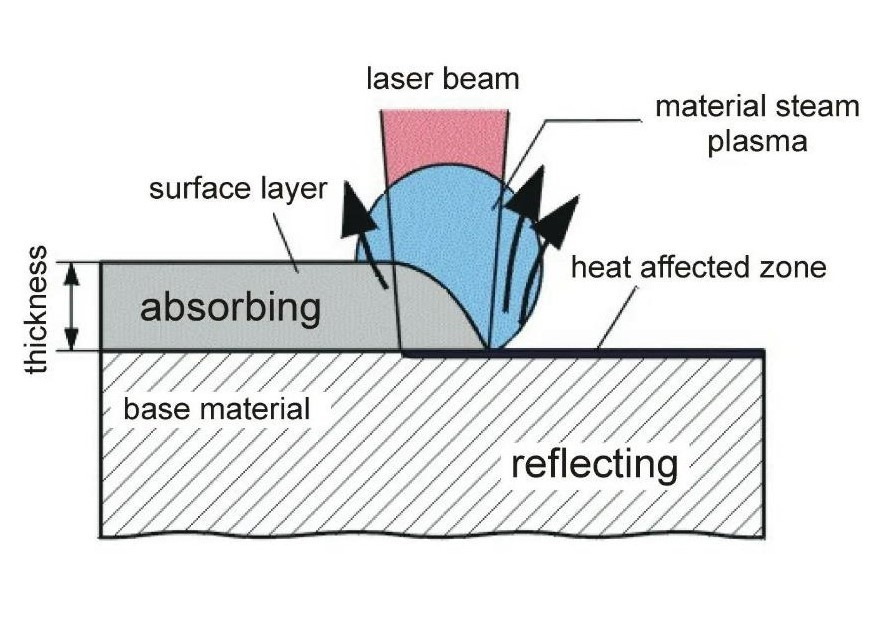 laser beam
material steam
plasma
surface layer
thickness
heat affected zone
absorbing
base material
reflecting